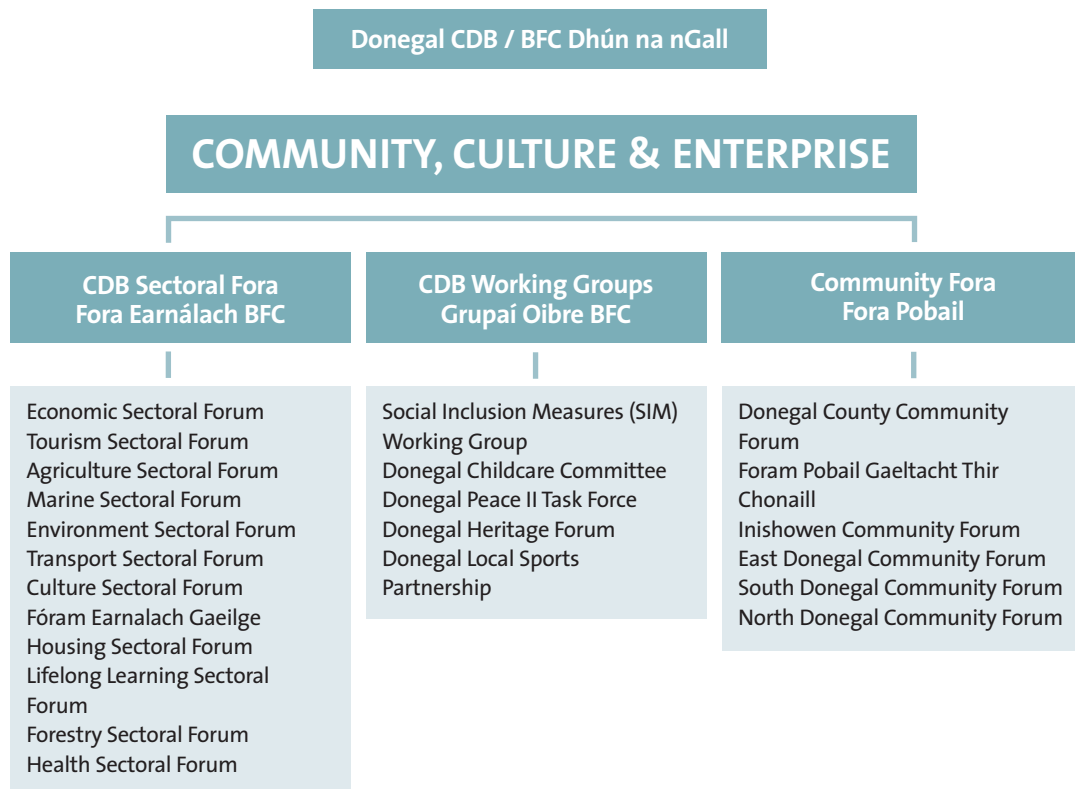 Donegal CDB / BFC Dhún na nGall
COMMUNITY, CULTURE & ENTERPRISE
CDB Sectoral Fora
Fora Earnálach BFC
Economic Sectoral Forum
Tourism Sectoral Forum
Agriculture Sectoral Forum
Marine Sectoral Forum
Environment Sectoral Forum
Transport Sectoral Forum
Culture Sectoral Forum
Fóram Earnalach Gaeilge
Housing Sectoral Forum
Lifelong Learning Sectoral
Forum
Forestry Sectoral Forum
Health Sectoral Forum
CDB Working Groups
Grupaí Oibre BFC
Social Inclusion Measures (SIM)
Working Group
Donegal Childcare Committee
Donegal Peace II Task Force
Donegal Heritage Forum
Donegal Local Sports
Partnership
Community Fora
Fora Pobail
Donegal County Community
Forum
Foram Pobail Gaeltacht Thir
Chonaill
Inishowen Community Forum
East Donegal Community Forum
South Donegal Community Forum
North Donegal Community Forum